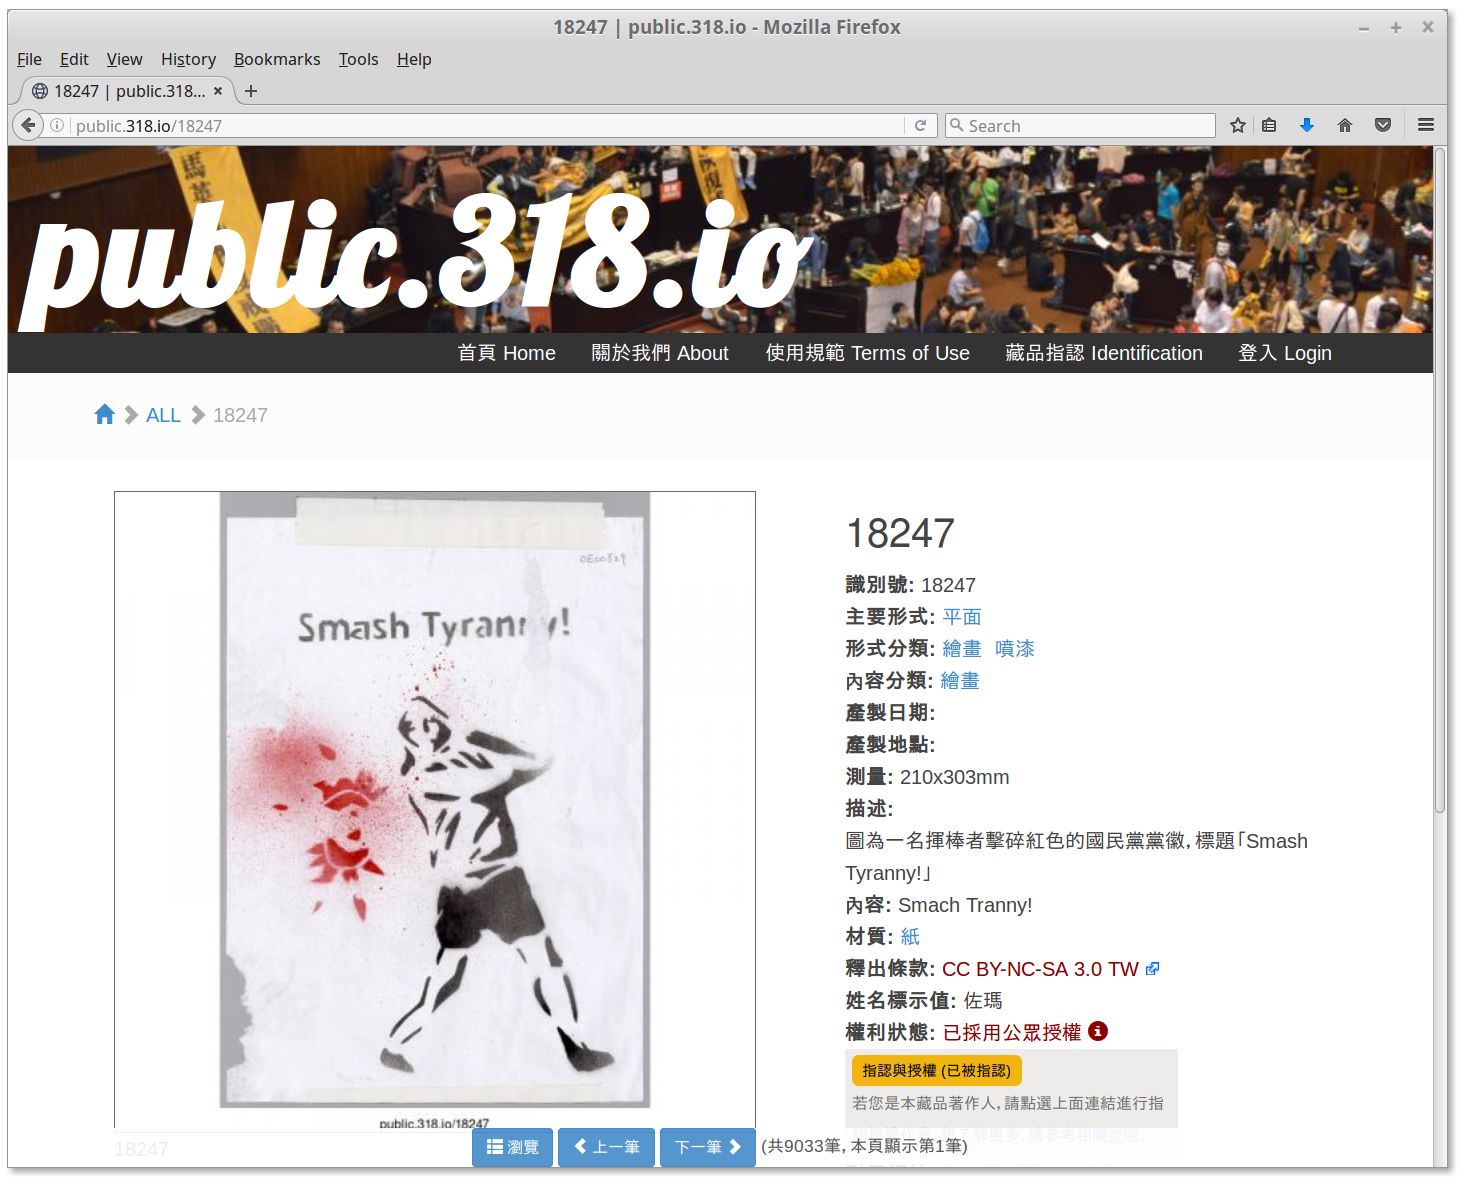 18247 | public.318.io - Mozilla Firefox
File Edit View History Bookmarks Tools Help
18247 | public.318...
public.318.io/18247
Search
public.318.io
首頁 Home 關於我們 About 使用規範 Terms of Use 藏品指認 Identification 登入 Login
ALL 18247
OE00829
Smash Tyranny!
public.318.io/18247
18247
18247
識別號: 18247
主要形式: 平面
形式分類: 繪畫 噴漆
內容分類: 繪畫
產製日期:
產製地點:
測量: 210x303mm
描述:
圖為一名揮棒者擊碎紅色的國民黨黨徽，標題「Smash
Tyranny!」
內容: Smach Tranny!
材質: 紙
釋出條款: CC BY-NC-SA 3.0 TW
姓名標示值: 佐瑪
權利狀態: 已採用公眾授權
指認與授權 (已被指認)
若您是本藏品著作人，請點選上面連結進行指
瀏覽 上一筆 下一筆 (共9033筆，本頁顯示第1筆)